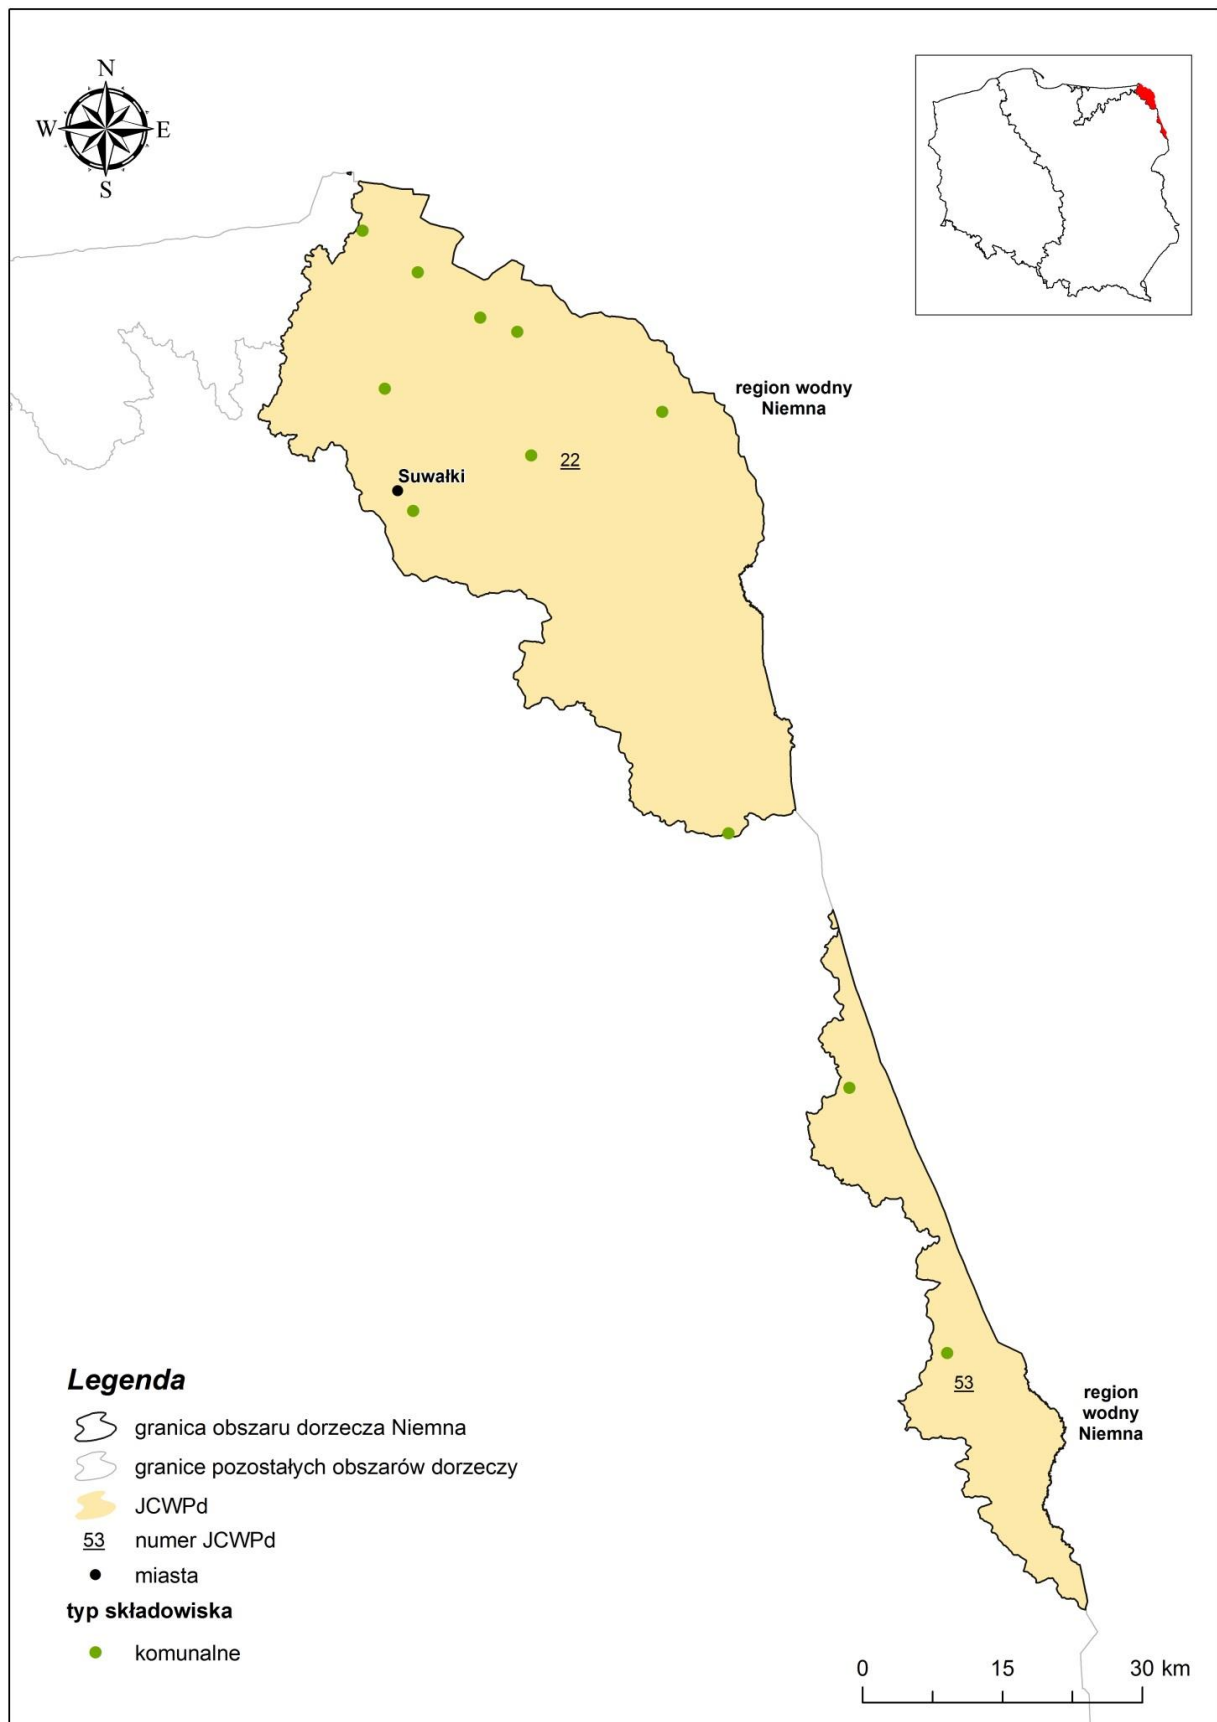 N
W
E
S
region wodny
Niemna
22
Suwałki
53
region
wodny
Niemna
Legenda
granica obszaru dorzecza Niemna
granice pozostałych obszarów dorzeczy
JCWPd
53 numer JCWPd
miasta
typ składowiska
komunalne
0 15 30 km